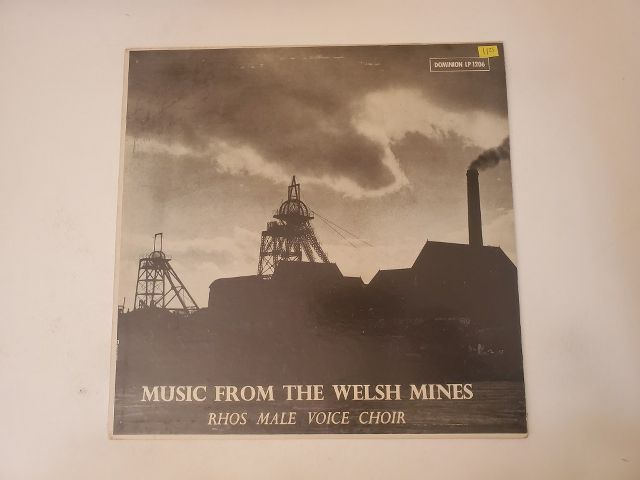 DOMINION LP 1206
MUSIC FROM THE WELSH MINES
RHOS MALE VOICE CHOIR